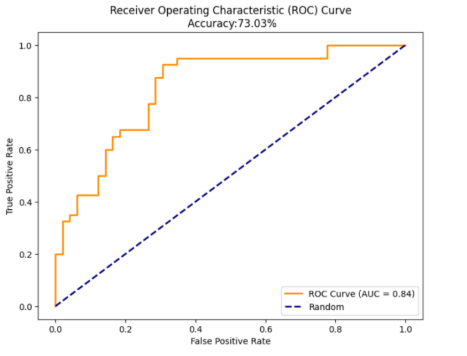 Receiver Operating Characteristic (ROC) Curve
Accuracy:73.03%
1.0
0.8
0.6
0.4
0.2
0.0
True Positive Rate
ROC Curve (AUC = 0.84)
Random
0.0 0.2 0.4 0.6 0.8 1.0
False Positive Rate